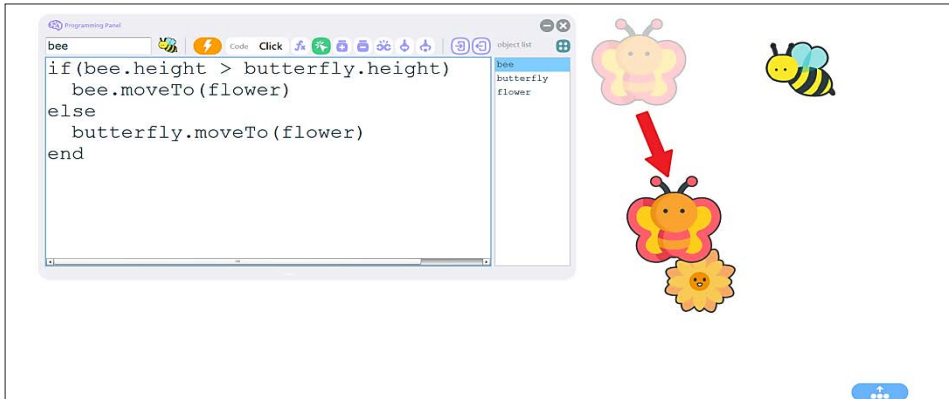 Programming Panel
bee Code Click fx object list
if(bee.height > butterfly.height)
  bee.moveTo(flower)
else
  butterfly.moveTo(flower)
end
bee
butterfly
flower